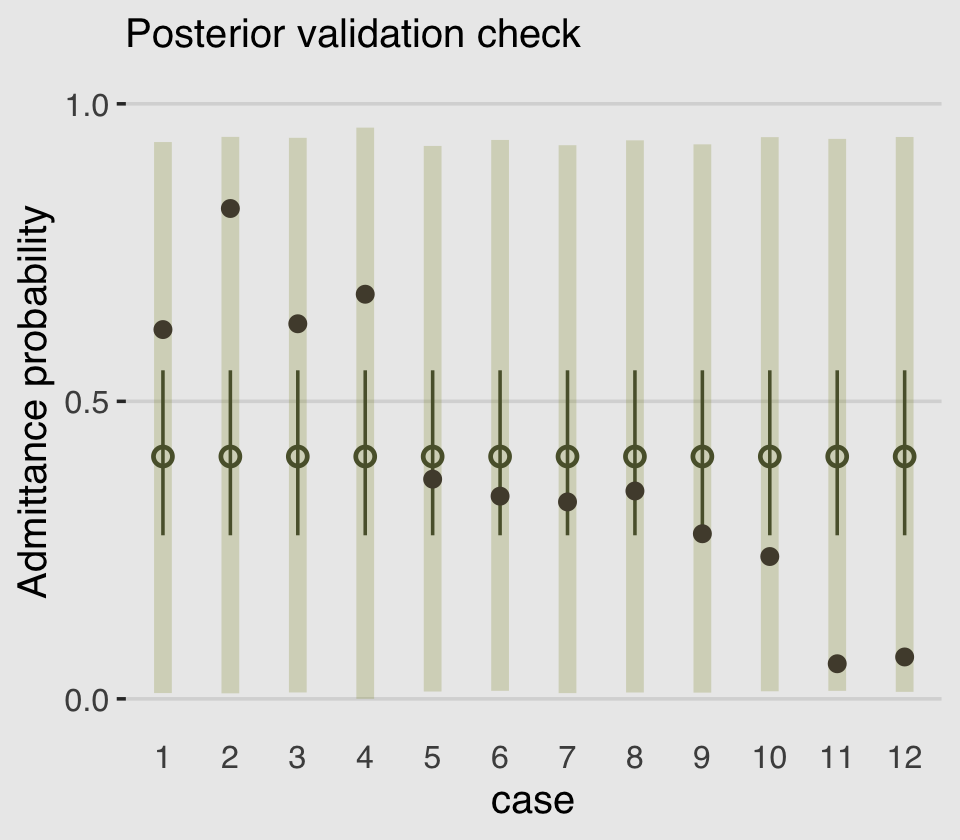 Posterior validation check
Admittance probability
1.0
0.5
0.0
1 2 3 4 5 6 7 8 9 10 11 12
case